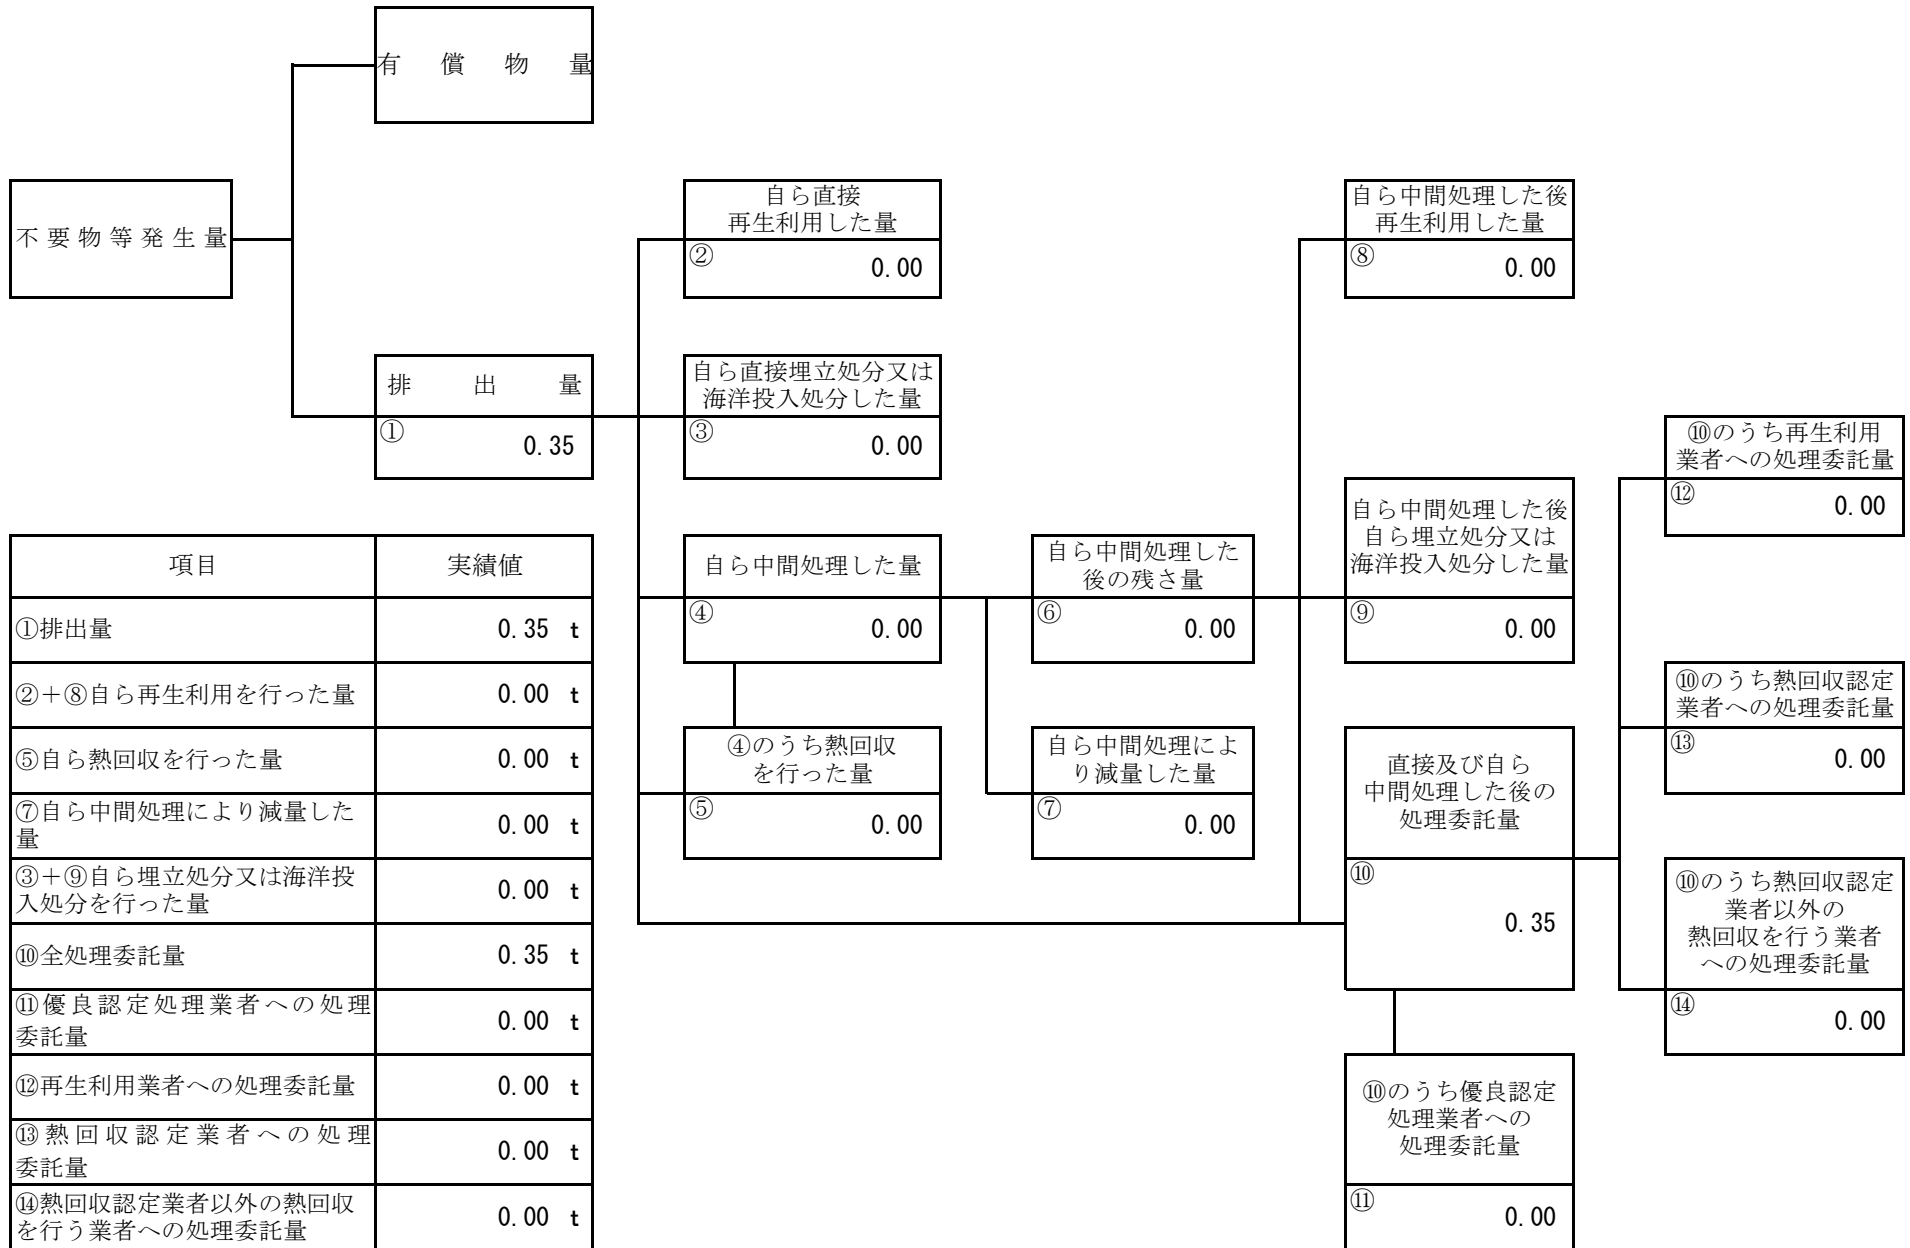 有償物量
不要物等発生量
自ら直接
再生利用した量
②
0.00
自ら中間処理した後
再生利用した量
⑧
0.00
排出量
①
0.35
自ら直接埋立処分又は
海洋投入処分した量
③
0.00
⑩のうち再生利用
業者への処理委託量
⑫
0.00
自ら中間処理した量
④
0.00
自ら中間処理した
後の残さ量
⑥
0.00
自ら中間処理した後
自ら埋立処分又は
海洋投入処分した量
⑨
0.00
⑩のうち熱回収認定
業者への処理委託量
⑬
0.00
④のうち熱回収
を行った量
⑤
0.00
自ら中間処理によ
り減量した量
⑦
0.00
直接及び自ら
中間処理した後の
処理委託量
⑩
0.35
⑩のうち熱回収認定
業者以外の
熱回収を行う業者
への処理委託量
⑭
0.00
⑩のうち優良認定
処理業者への
処理委託量
⑪
0.00
項目 実績値
①排出量 0.35 t
②+⑧自ら再生利用を行った量 0.00 t
⑤自ら熱回収を行った量 0.00 t
⑦自ら中間処理により減量した
量 0.00 t
③+⑨自ら埋立処分又は海洋投
入処分を行った量 0.00 t
⑩全処理委託量 0.35 t
⑪優良認定処理業者への処理
委託量 0.00 t
⑫再生利用業者への処理委託量 0.00 t
⑬熱回収認定業者への処理
委託量 0.00 t
⑭熱回収認定業者以外の熱回収
を行う業者への処理委託量 0.00 t